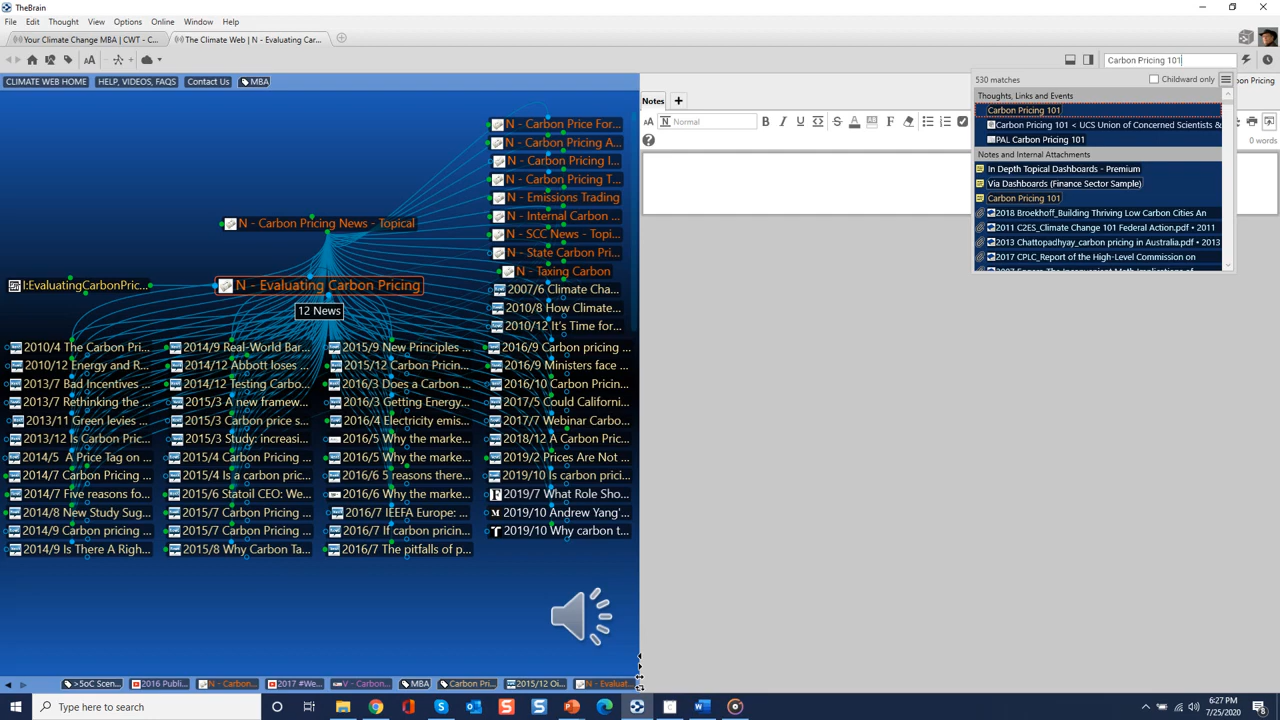 TheBrain
File Edit Thought View Options Online Window Help
Your Climate Change MBA | CWT - C...
The Climate Web | N - Evaluating Car...
Carbon Pricing 101
CLIMATE WEB HOME
HELP, VIDEOS, FAQS
Contact Us
MBA
530 matches
Childward only
Thoughts, Links and Events
Carbon Pricing 101
Carbon Pricing 101 < UCS Union of Concerned Scientists &
PAL Carbon Pricing 101
Notes and Internal Attachments
In Depth Topical Dashboards - Premium
Via Dashboards (Finance Sector Sample)
Carbon Pricing 101
2018 Broekhoff_Building Thriving Low Carbon Cities An
2011 C2ES_Climate Change 101 Federal Action.pdf • 2011
2013 Chattopadhyay_carbon pricing in Australia.pdf • 2013
2017 CPLC_Report of the High-Level Commission on
Notes
Normal
0 words
N - Carbon Price For...
N - Carbon Pricing A...
N - Carbon Pricing I...
N - Carbon Pricing T...
N - Emissions Trading
N - Internal Carbon ...
N - SCC News - Topi...
N - State Carbon Pri...
N - Taxing Carbon
2007/6 Climate Cha...
2010/8 How Climate...
2010/12 It's Time for...
N - Carbon Pricing News - Topical
I:EvaluatingCarbonPric...
N - Evaluating Carbon Pricing
12 News
2010/4 The Carbon Pri...
2010/12 Energy and R...
2013/7 Bad Incentives ...
2013/7 Rethinking the ...
2013/11 Green levies ...
2013/12 Is Carbon Pric...
2014/5 A Price Tag on ...
2014/7 Carbon Pricing ...
2014/7 Five reasons fo...
2014/8 New Study Sug...
2014/9 Carbon pricing ...
2014/9 Is There A Righ...
2014/9 Real-World Bar...
2014/12 Abbott loses ...
2014/12 Testing Carbo...
2015/3 A new framew...
2015/3 Carbon price s...
2015/3 Study: increasi...
2015/4 Carbon Pricing ...
2015/4 Is a carbon pric...
2015/6 Statoil CEO: We...
2015/7 Carbon Pricing ...
2015/7 Carbon Pricing ...
2015/8 Why Carbon Ta...
2015/9 New Principles ...
2015/12 Carbon Pricin...
2016/3 Does a Carbon ...
2016/3 Getting Energy...
2016/4 Electricity emis...
2016/5 Why the marke...
2016/5 Why the marke...
2016/6 5 reasons there...
2016/6 Why the marke...
2016/7 IEEFA Europe: ...
2016/7 If carbon pricin...
2016/7 The pitfalls of p...
2016/9 Carbon pricing ...
2016/9 Ministers face ...
2016/10 Carbon Pricin...
2017/5 Could Californi...
2017/7 Webinar Carbo...
2018/12 A Carbon Pric...
2019/2 Prices Are Not ...
2019/10 Is carbon prici...
2019/7 What Role Sho...
2019/10 Andrew Yang'...
2019/10 Why carbon t...
>5oC Scen...
2016 Publi...
N - Carbon...
2017 #We...
V - Carbon...
MBA
Carbon Pri...
2015/12 Oi...
N - Evaluat...
Type here to search
6:27 PM
7/25/2020